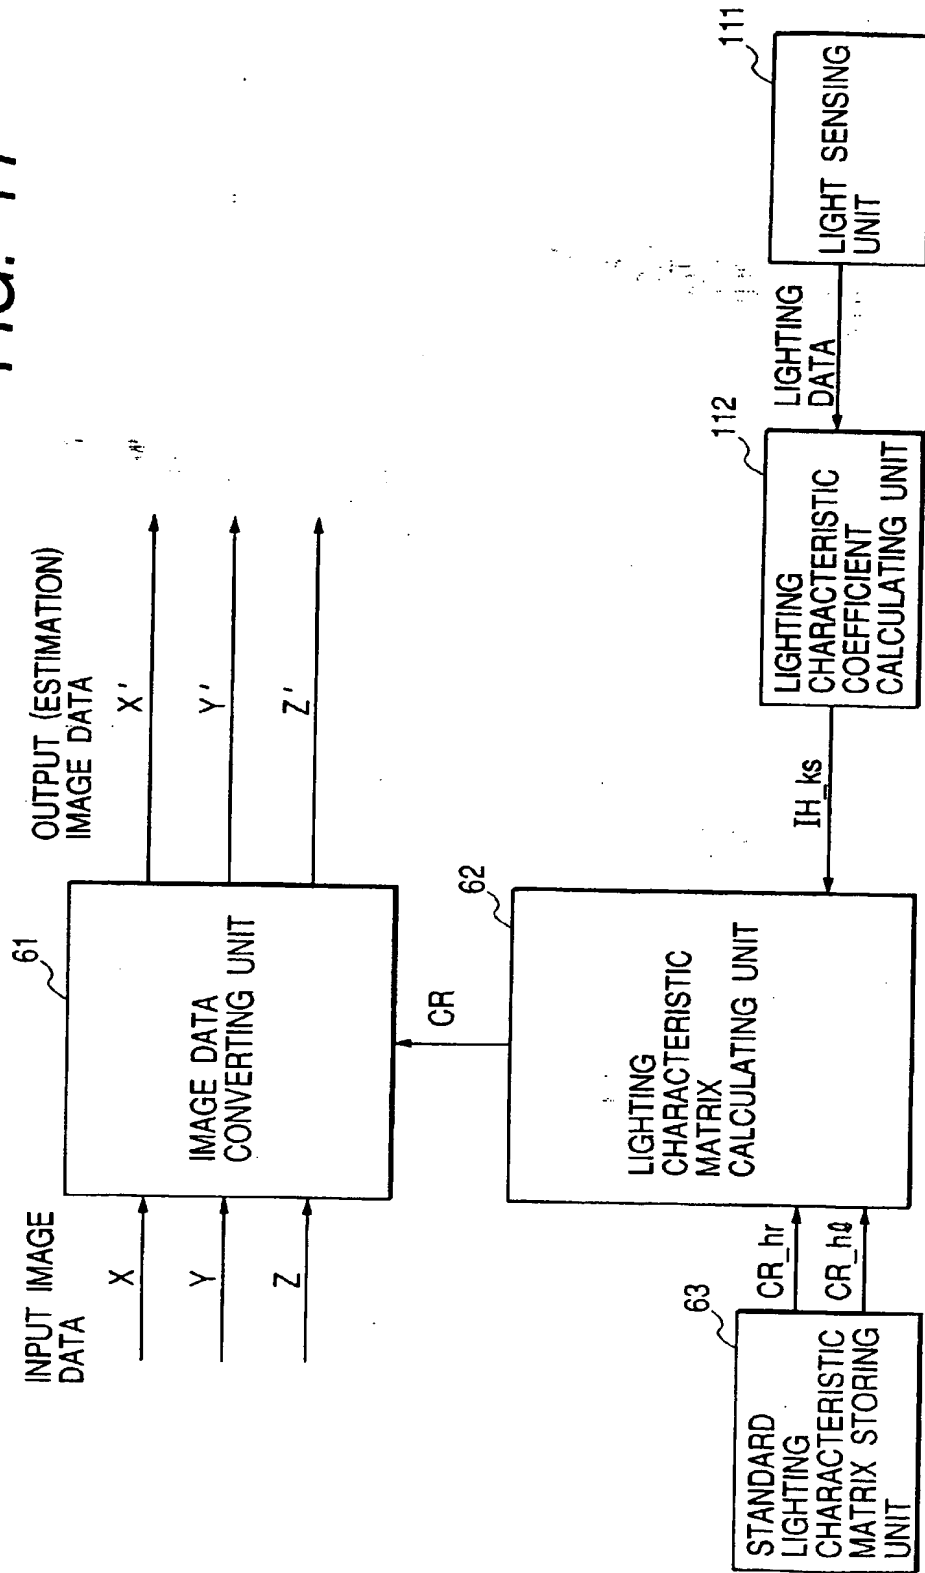 INPUT IMAGE
DATA
X
Y
Z
61
IMAGE DATA
CONVERTING UNIT
OUTPUT (ESTIMATION)
IMAGE DATA
X'
Y'
Z'
CR
63
STANDARD
LIGHTING
CHARACTERISTIC
MATRIX STORING
UNIT
CR_hr
CR_hℓ
62
LIGHTING
CHARACTERISTIC
MATRIX
CALCULATING UNIT
IH_ks
112
LIGHTING
CHARACTERISTIC
COEFFICIENT
CALCULATING UNIT
LIGHTING
DATA
111
LIGHT SENSING
UNIT